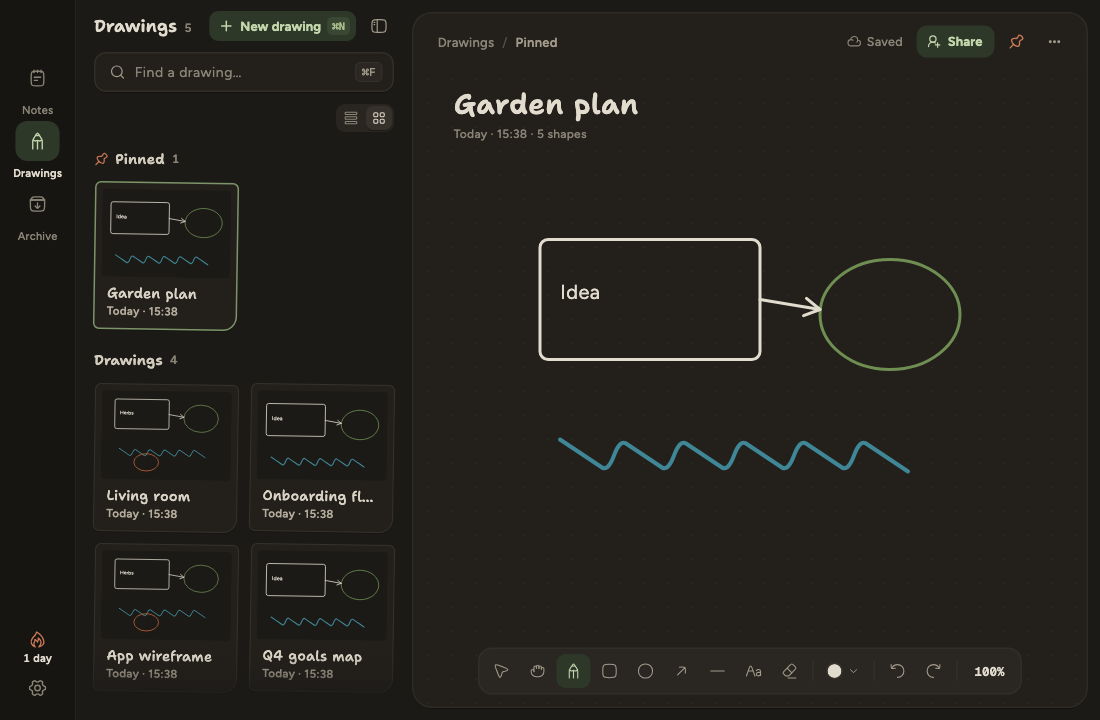 Drawings 5
New drawing ⌘N
Find a drawing... ⌘F
Notes
Drawings
Archive
1 day
Pinned 1
Idea
Garden plan
Today · 15:38
Drawings 4
Herbs
Living room
Today · 15:38
Idea
Onboarding fl...
Today · 15:38
Herbs
App wireframe
Today · 15:38
Idea
Q4 goals map
Today · 15:38
Drawings / Pinned
Saved
Share
Garden plan
Today · 15:38 · 5 shapes
Idea
Aa
100%